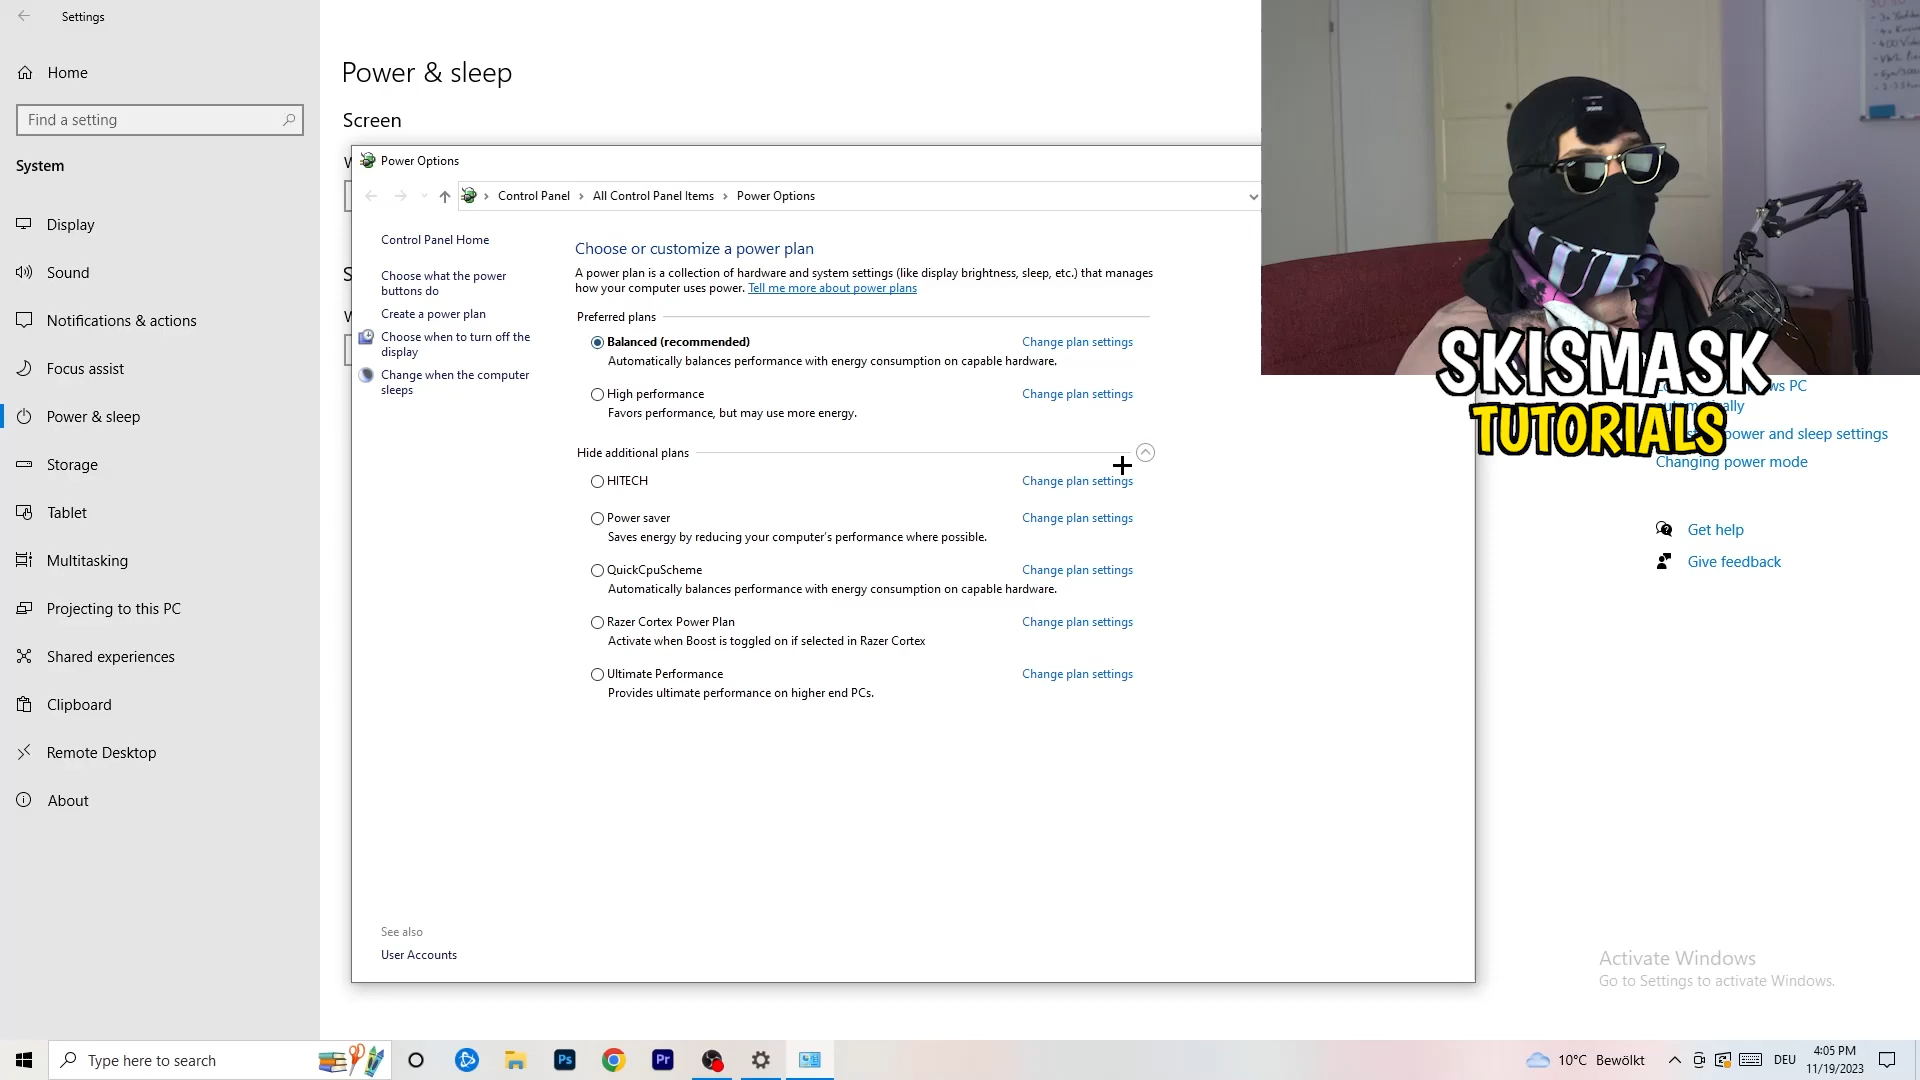 Settings
Home
Find a setting
System
Display
Sound
Notifications & actions
Focus assist
Power & sleep
Storage
Tablet
Multitasking
Projecting to this PC
Shared experiences
Clipboard
Remote Desktop
About
Power & sleep
Screen
Power Options
Control Panel
All Control Panel Items
Power Options
Control Panel Home
Choose what the power
buttons do
Create a power plan
Choose when to turn off the
display
Change when the computer
sleeps
Choose or customize a power plan
A power plan is a collection of hardware and system settings (like display brightness, sleep, etc.) that manages
how your computer uses power. Tell me more about power plans
Preferred plans
Balanced (recommended) Change plan settings
Automatically balances performance with energy consumption on capable hardware.
High performance Change plan settings
Favors performance, but may use more energy.
Hide additional plans
HITECH Change plan settings
Power saver Change plan settings
Saves energy by reducing your computer's performance where possible.
QuickCpuScheme Change plan settings
Automatically balances performance with energy consumption on capable hardware.
Razer Cortex Power Plan Change plan settings
Activate when Boost is toggled on if selected in Razer Cortex
Ultimate Performance Change plan settings
Provides ultimate performance on higher end PCs.
See also
User Accounts
SKISMASK
TUTORIALS
PC
power and sleep settings
Changing power mode
Get help
Give feedback
Activate Windows
Go to Settings to activate Windows.
Type here to search
Ps
Pr
10°C Bewölkt
DEU
4:05 PM
11/19/2023